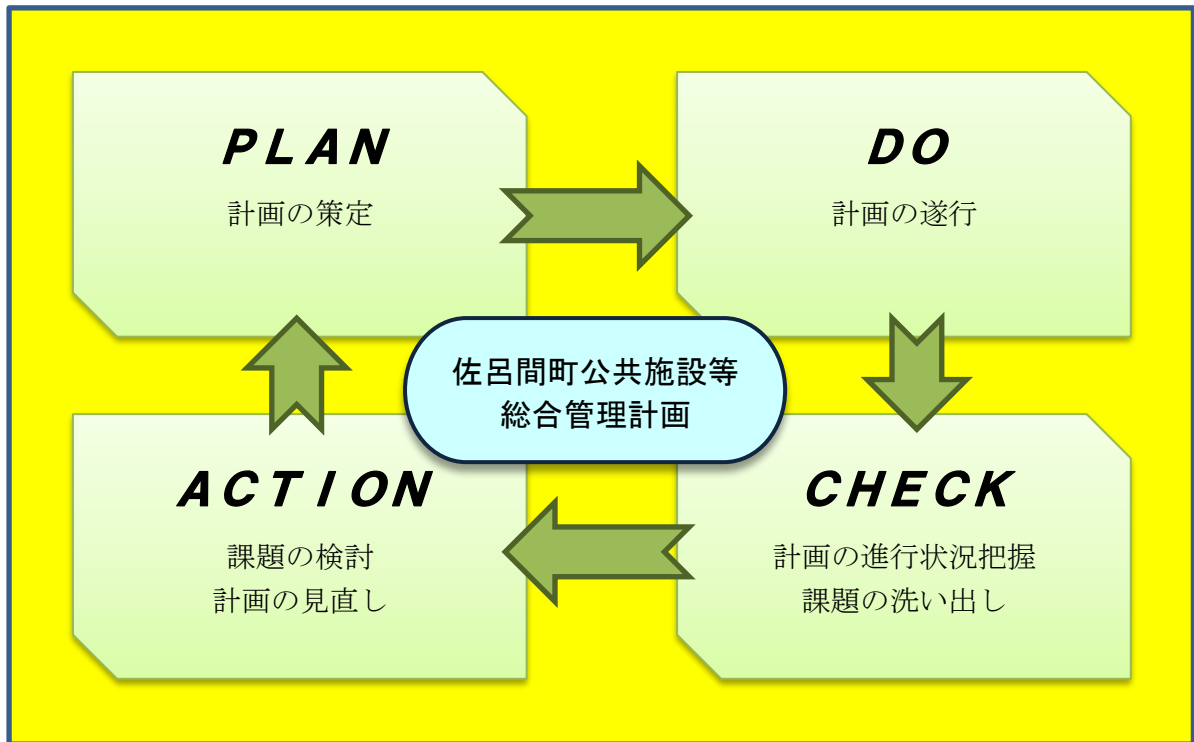 PLAN
計画の策定
DO
計画の遂行
佐呂間町公共施設等
総合管理計画
ACTION
課題の検討
計画の見直し
CHECK
計画の進行状況把握
課題の洗い出し